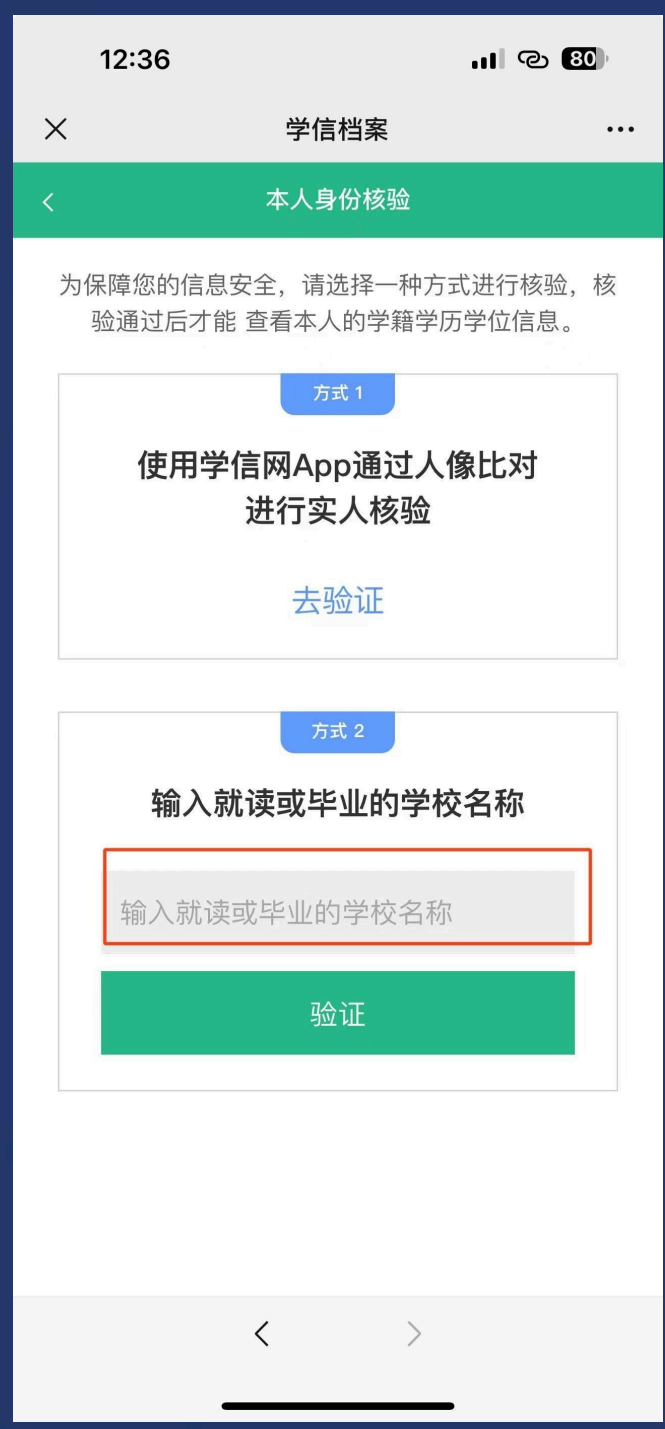 12:36
80
学信档案
本人身份核验
为保障您的信息安全，请选择一种方式进行核验，核
验通过后才能 查看本人的学籍学历学位信息。
方式 1
使用学信网App通过人像比对
进行实人核验
去验证
方式 2
输入就读或毕业的学校名称
输入就读或毕业的学校名称
验证